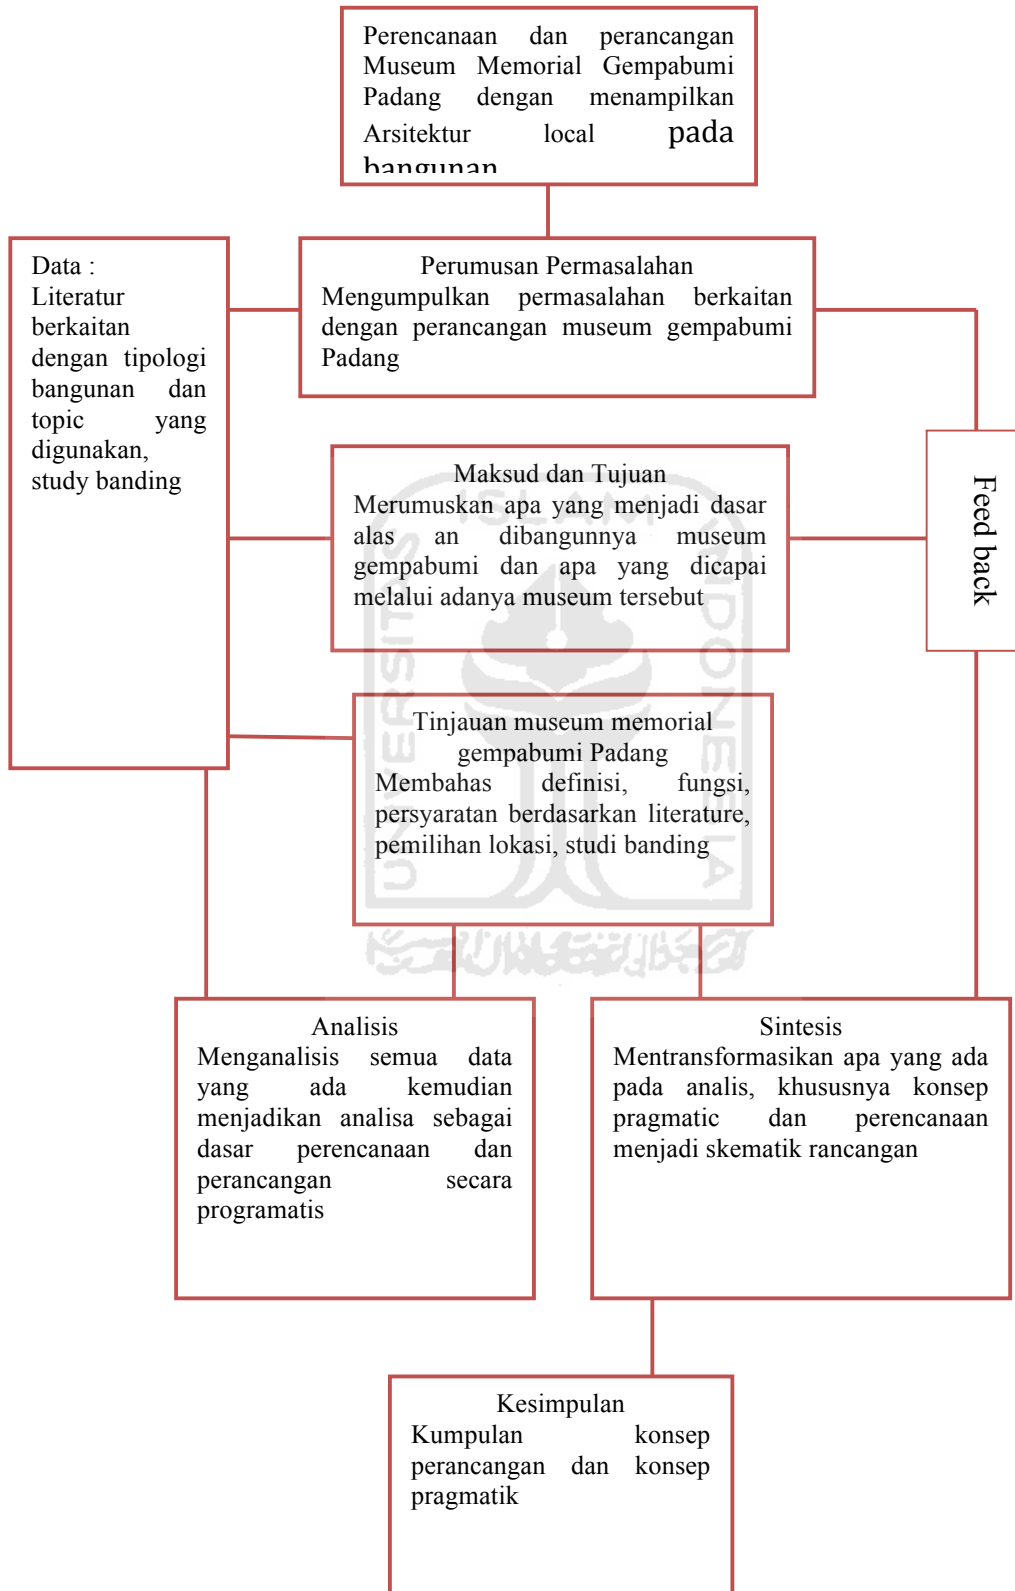 Perencanaan dan perancangan
Museum Memorial Gempabumi
Padang dengan menampilkan
Arsitektur local pada
bangunan
Data :
Literatur
berkaitan
dengan tipologi
bangunan dan
topic yang
digunakan,
study banding
Perumusan Permasalahan
Mengumpulkan permasalahan berkaitan
dengan perancangan museum gempabumi
Padang
Maksud dan Tujuan
Merumuskan apa yang menjadi dasar
alas an dibangunnya museum
gempabumi dan apa yang dicapai
melalui adanya museum tersebut
Feed back
Tinjauan museum memorial
gempabumi Padang
Membahas definisi, fungsi,
persyaratan berdasarkan literature,
pemilihan lokasi, studi banding
Analisis
Menganalisis semua data
yang ada kemudian
menjadikan analisa sebagai
dasar perencanaan dan
perancangan secara
programatis
Sintesis
Mentransformasikan apa yang ada
pada analis, khususnya konsep
pragmatic dan perencanaan
menjadi skematik rancangan
Kesimpulan
Kumpulan konsep
perancangan dan konsep
pragmatik
UNIVERSITAS
ISLAM
INDONESIA